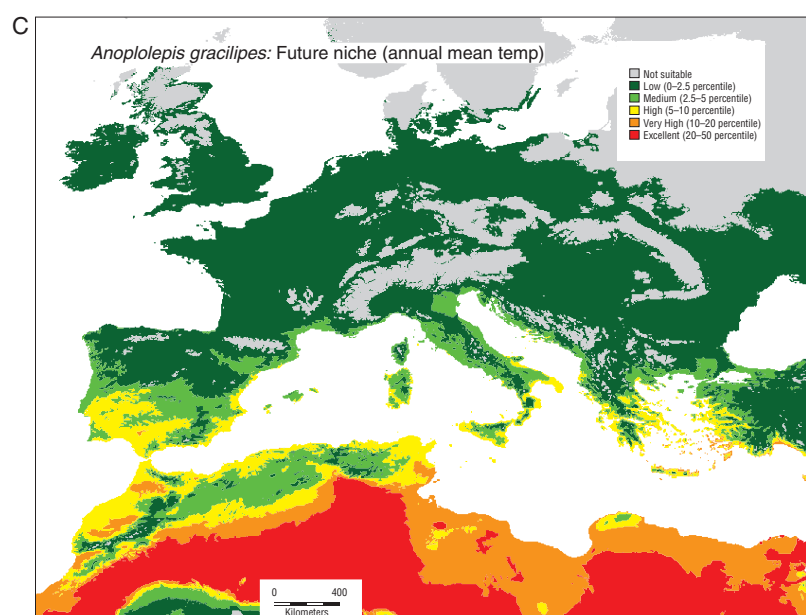 C
Anoplolepis gracilipes: Future niche (annual mean temp)
Not suitable
Low (0–2.5 percentile)
Medium (2.5–5 percentile)
High (5–10 percentile)
Very High (10–20 percentile)
Excellent (20–50 percentile)
0 400
Kilometers